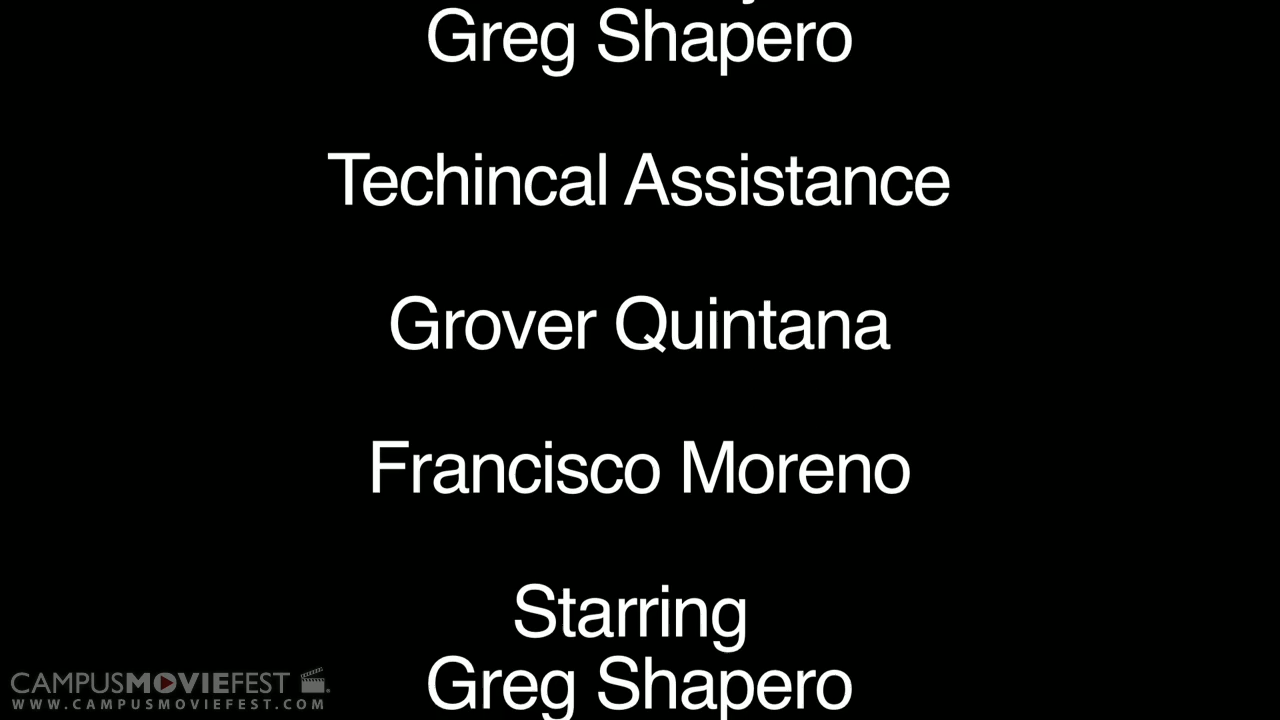 Greg Shapero
Techincal Assistance
Grover Quintana
Francisco Moreno
Starring
Greg Shapero
CAMPUSMOVIEFEST
WWW.CAMPUSMOVIEFEST.COM